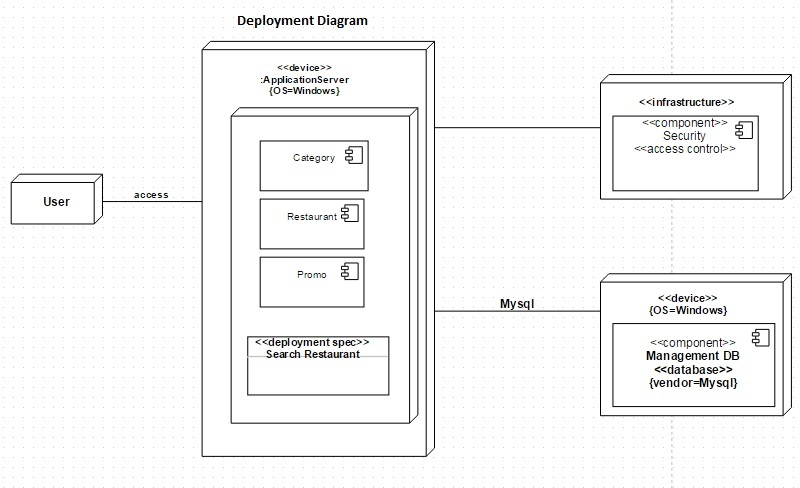 Deployment Diagram
<<device>>
:ApplicationServer
{OS=Windows}
Category
Restaurant
Promo
<<deployment spec>>
Search Restaurant
User
access
<<infrastructure>>
<<component>>
Security
<<access control>>
Mysql
<<device>>
{OS=Windows}
<<component>>
Management DB
<<database>>
{vendor=Mysql}